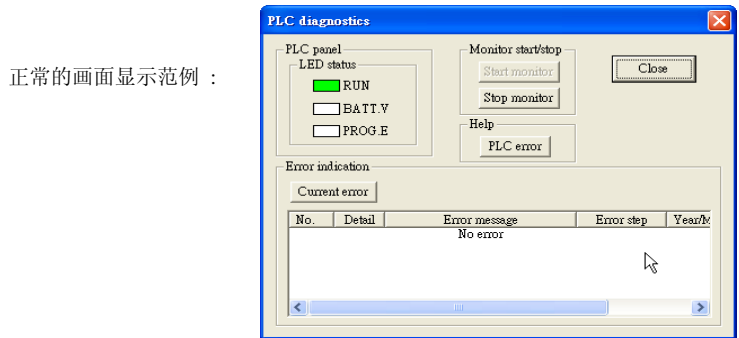 正常的画面显示范例 :
PLC diagnostics
PLC panel
LED status
RUN
BATT.V
PROG.E
Monitor start/stop
Start monitor
Stop monitor
Help
PLC error
Close
Error indication
Current error
No. Detail Error message Error step Year/M
No error